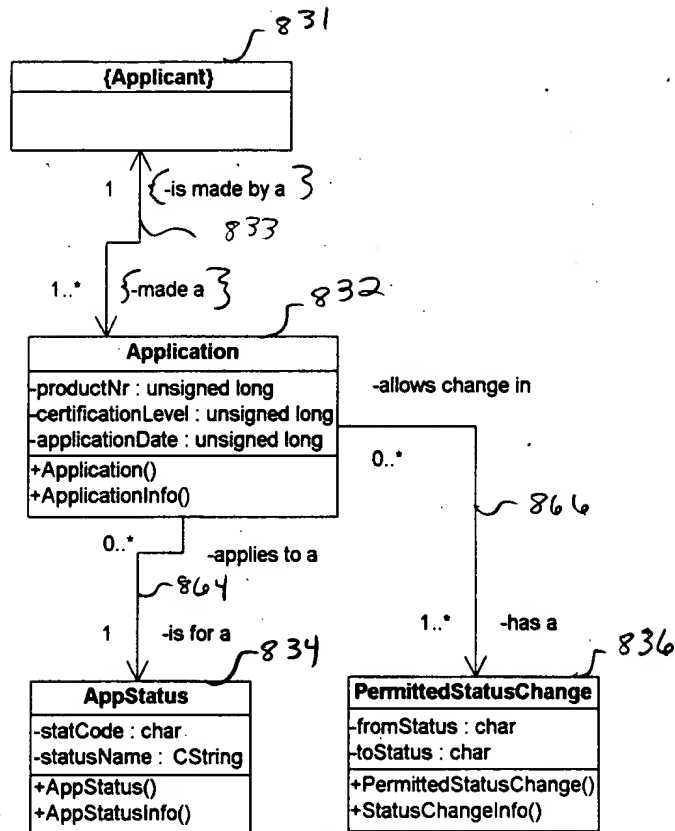 831
{Applicant}
1 {-is made by a }
833
1..* {-made a }
832
Application
-productNr : unsigned long
-certificationLevel : unsigned long
-applicationDate : unsigned long
+Application()
+ApplicationInfo()
-allows change in
0..*
866
0..* -applies to a
864
1 -is for a
1..* -has a
834
836
AppStatus
-statCode : char
-statusName : CString
+AppStatus()
+AppStatusInfo()
PermittedStatusChange
-fromStatus : char
-toStatus : char
+PermittedStatusChange()
+StatusChangeInfo()